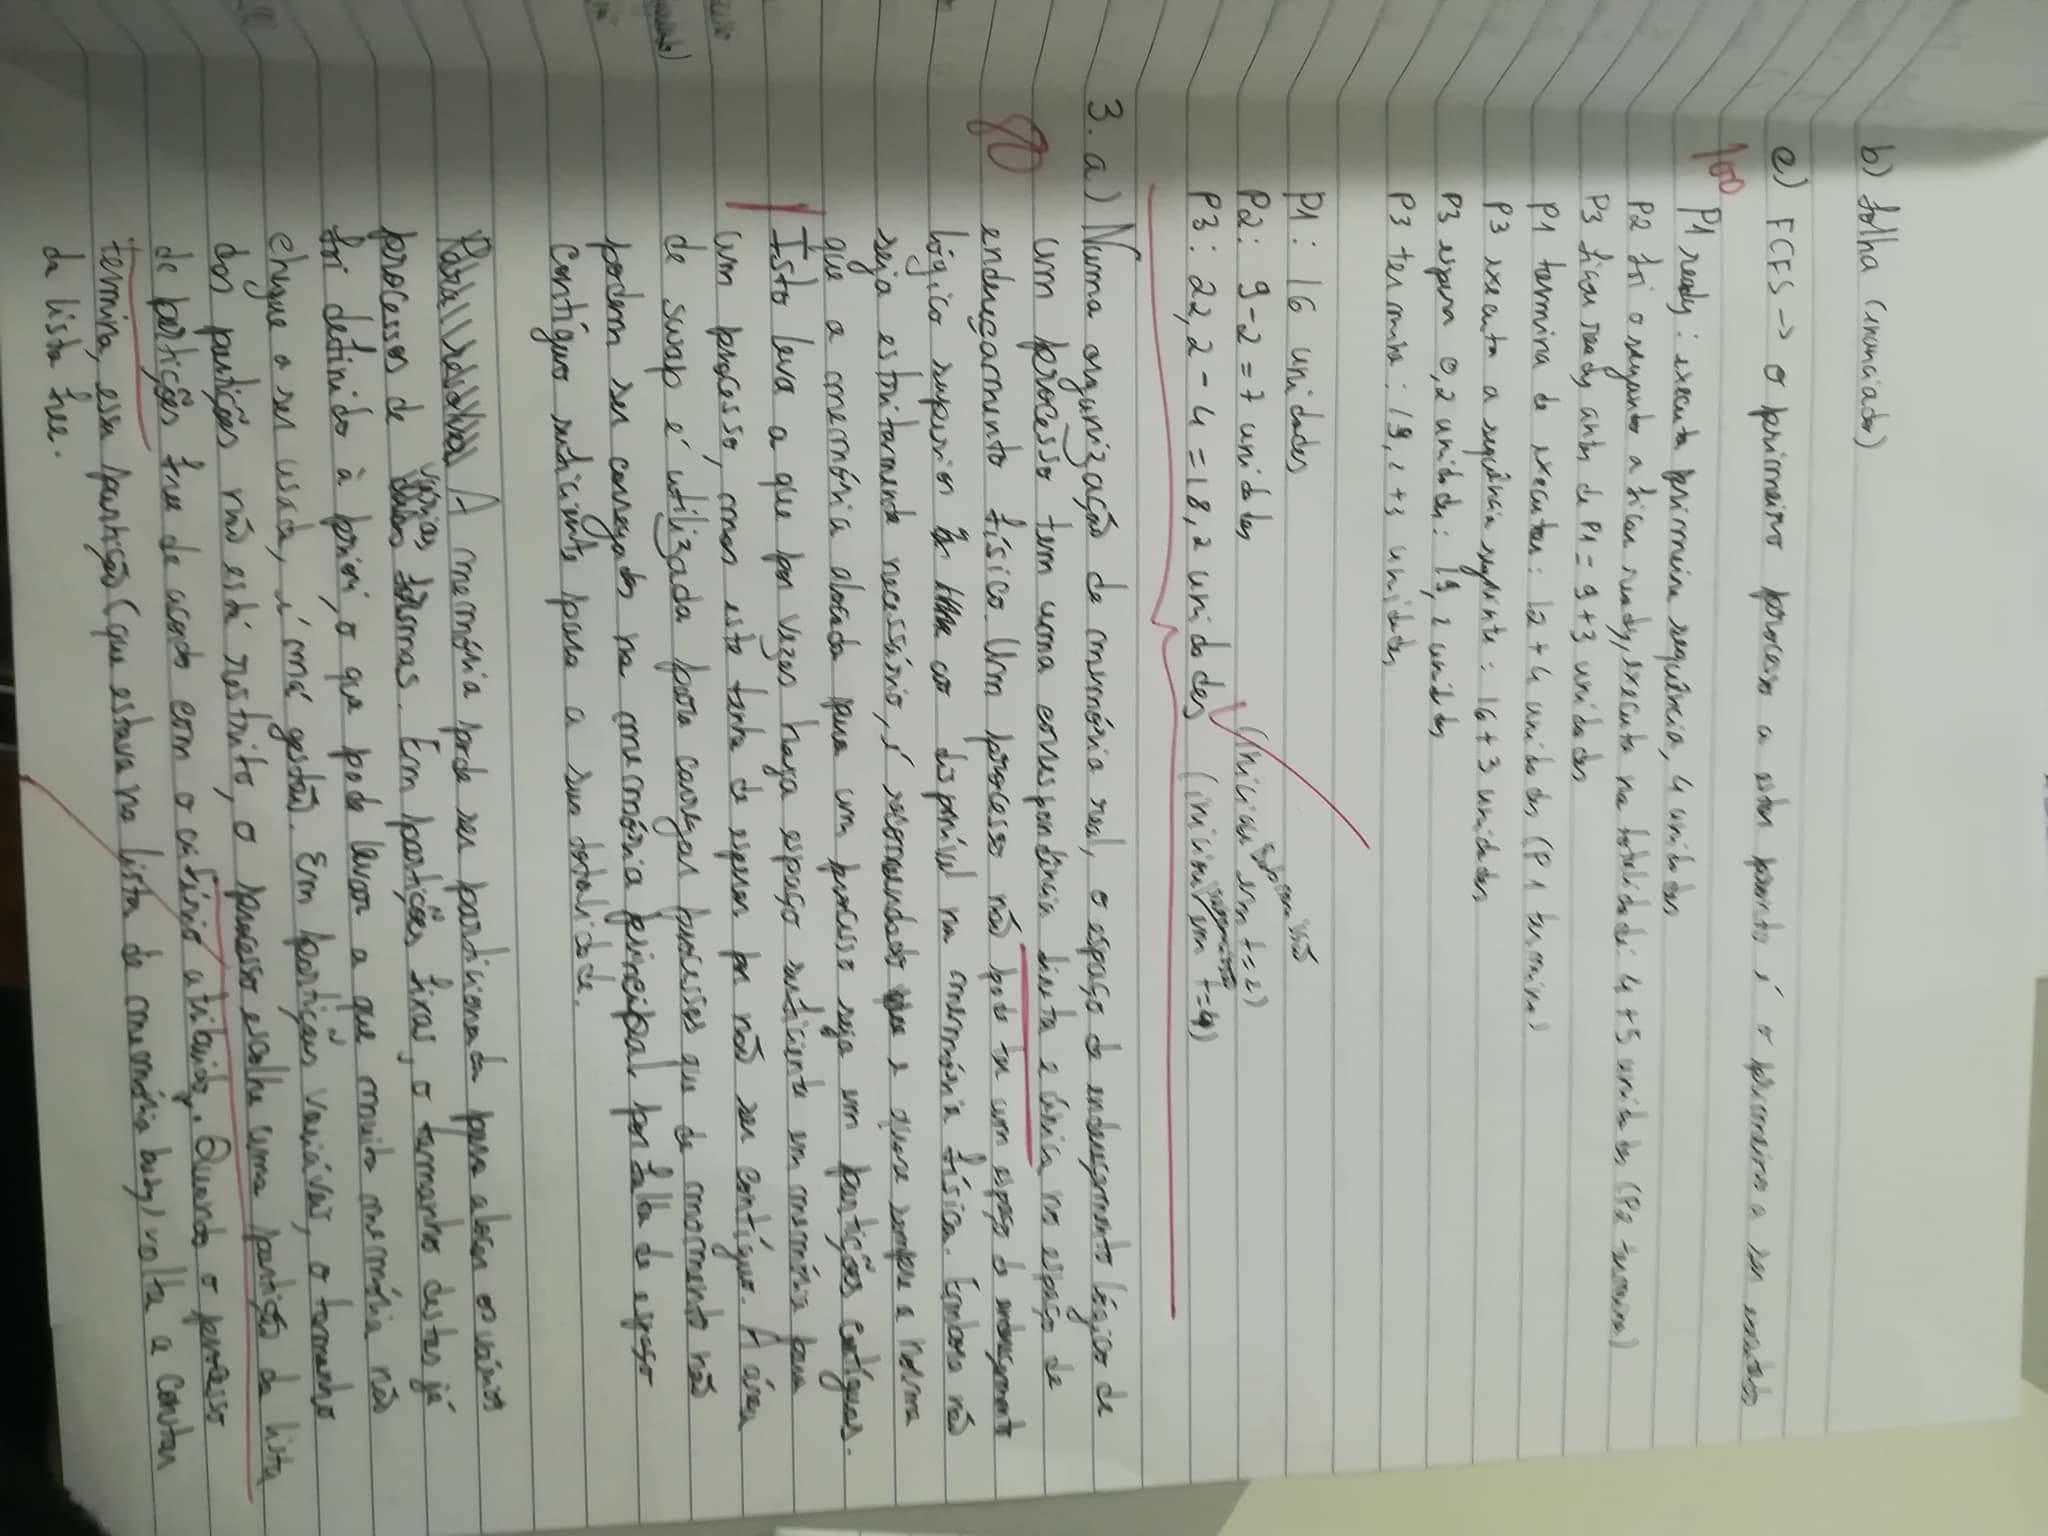 b) folha (enunciado)
c) FCFS -> o primeiro processo a estar pronto é o primeiro a ser executado
100
P1 ready: executa primeira sequência, 4 unidades
P2 foi o segundo a ficar ready, executa na totalidade: 4+5 unidades (P2 termina)
P3 ficou ready antes de P1 = 9+3 unidades
P1 termina de executar: 12+4 unidades (P1 termina)
P3 executa a sequência seguinte: 16+3 unidades
P3 espera 0,2 unidades: 19,2 unidades
P3 termina: 19,2+3 unidades
P1: 16 unidades
P2: 9-2=7 unidades (iniciou submissão em t=2)
P3: 22,2-4=18,2 unidades (iniciou submissão em t=4)
3. a) Numa organização de memória real, o espaço de endereçamento lógico de
80
um processo tem uma correspondência direta e única no espaço de
endereçamento físico. Um processo não pode ter um espaço de endereçamento
lógico superior ao disponível na memória física. Embora não
seja estritamente necessário, é recomendado e quase sempre a norma
que a memória alocada para um processo seja em partições contíguas.
Isto leva a que por vezes haja espaço suficiente em memória para
um processo, mas este tenha de esperar por não ser contíguo. A área
de swap é utilizada para carregar processos que de momento não
podem ser carregados na memória principal por falta de espaço
contíguo suficiente para a sua totalidade.
A memória pode ser particionada para alocar os vários
processos de várias formas. Em partições fixas, o tamanho destas já
foi definido à priori, o que pode levar a que muita memória não
chegue a ser usada, é má gestão. Em partições variáveis, o tamanho
das partições não está restrito, o processo escolhe uma partição da lista
de partições free de acordo com o critério atribuido. Quando o processo
termina, essa partição (que estava na lista de memória busy) volta a constar
da lista free.